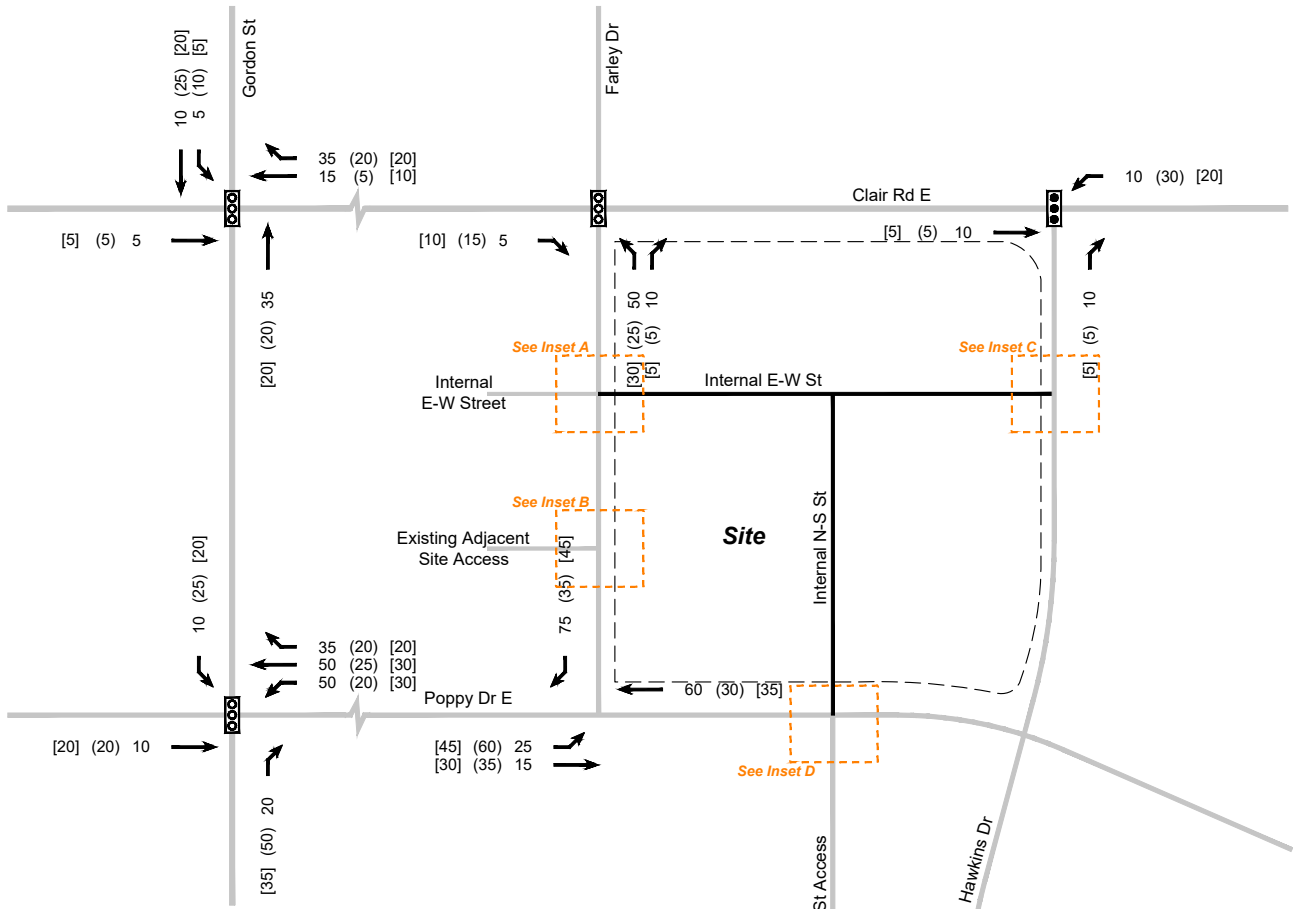 Gordon St
Farley Dr
10 (25) [20]
5 (10) [5]
35 (20) [20]
15 (5) [10]
Clair Rd E
10 (30) [20]
[5] (5) 5
[10] (15) 5
[5] (5) 10
[20] (20) 35
[30] (25) 50
[5] (5) 10
[5] (5) 10
See Inset A
See Inset C
Internal
E-W Street
Internal E-W St
See Inset B
Existing Adjacent
Site Access
Site
Internal N-S St
10 (25) [20]
75 (35) [45]
35 (20) [20]
50 (25) [30]
50 (20) [30]
Poppy Dr E
60 (30) [35]
[20] (20) 10
[45] (60) 25
[30] (35) 15
See Inset D
[35] (50) 20
St Access
Hawkins Dr